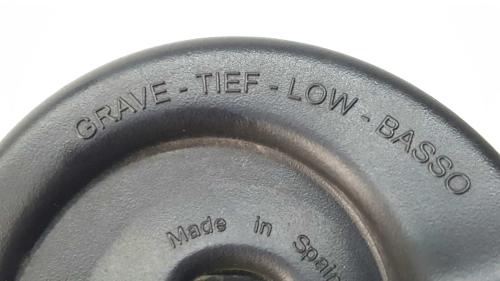 GRAVE - TIEF - LOW - BASSO
Made in Spain